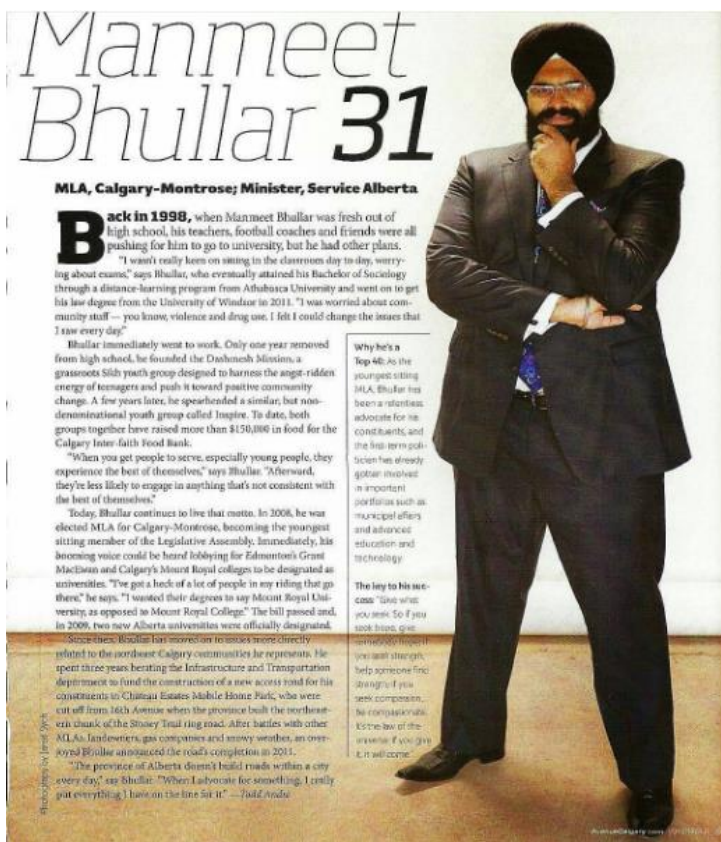 Manmeet
Bhullar 31
MLA, Calgary-Montrose; Minister, Service Alberta
Back in 1998, when Manmeet Bhullar was fresh out of
high school, his teachers, football coaches and friends were all
pushing for him to go to university, but he had other plans.
"I wasn't really keen on sitting in the classroom day to day, worry-
ing about exams," says Bhullar, who eventually attained his Bachelor of Sociology
through a distance-learning program from Athabasca University and went on to get
his law degree from the University of Windsor in 2011. "I was worried about com-
munity stuff — you know, violence and drug use. I felt I could change the issues that
I saw every day."
Bhullar immediately went to work. Only one year removed
from high school, he founded the Dashmesh Mission, a
grassroots Sikh youth group designed to harness the angst-ridden
energy of teenagers and push it toward positive community
change. A few years later, he spearheaded a similar, but non-
denominational youth group called Inspire. To date, both
groups together have raised more than $150,000 in food for the
Calgary Inter-faith Food Bank.
"When you get people to serve, especially young people, they
experience the best of themselves," says Bhullar. "Afterward,
they're less likely to engage in anything that's not consistent with
the best of themselves."
Today, Bhullar continues to live that motto. In 2008, he was
elected MLA for Calgary-Montrose, becoming the youngest
sitting member of the Legislative Assembly. Immediately, his
booming voice could be heard lobbying for Edmonton's Grant
MacEwan and Calgary's Mount Royal colleges to be designated as
universities. "I've got a heck of a lot of people in my riding that go
there," he says. "I wanted their degrees to say Mount Royal Uni-
versity, as opposed to Mount Royal College." The bill passed and,
in 2009, two new Alberta universities were officially designated.
Since then, Bhullar has moved on to issues more directly
related to the northeast Calgary communities he represents. He
spent three years berating the Infrastructure and Transportation
department to fund the construction of a new access road for his
constituents in Chateau Estates Mobile Home Park, who were
cut off from 16th Avenue when the province built the northeast-
ern chunk of the Stoney Trail ring road. After battles with other
MLAs, landowners, gas companies and snowy weather, an over-
joyed Bhullar announced the road's completion in 2011.
"The province of Alberta doesn't build roads within a city
every day," say Bhullar. "When I advocate for something, I really
put everything I have on the line for it." —Todd Andre
Why he's a
Top 40: As the
youngest sitting
MLA, Bhullar has
been a relentless
advocate for his
constituents, and
the first-term poli-
tician has already
gotten involved
in important
portfolios such as
municipal affairs
and advanced
education and
technology.
The key to his suc-
cess: "Give what
you seek. So if you
seek hope, give
somebody hope. If
you seek strength,
help someone find
strength. If you
seek compassion,
be compassionate.
It's the law of the
universe: if you give
it, it will come."
Photographs by Jared Sych
AvenueCalgary.com